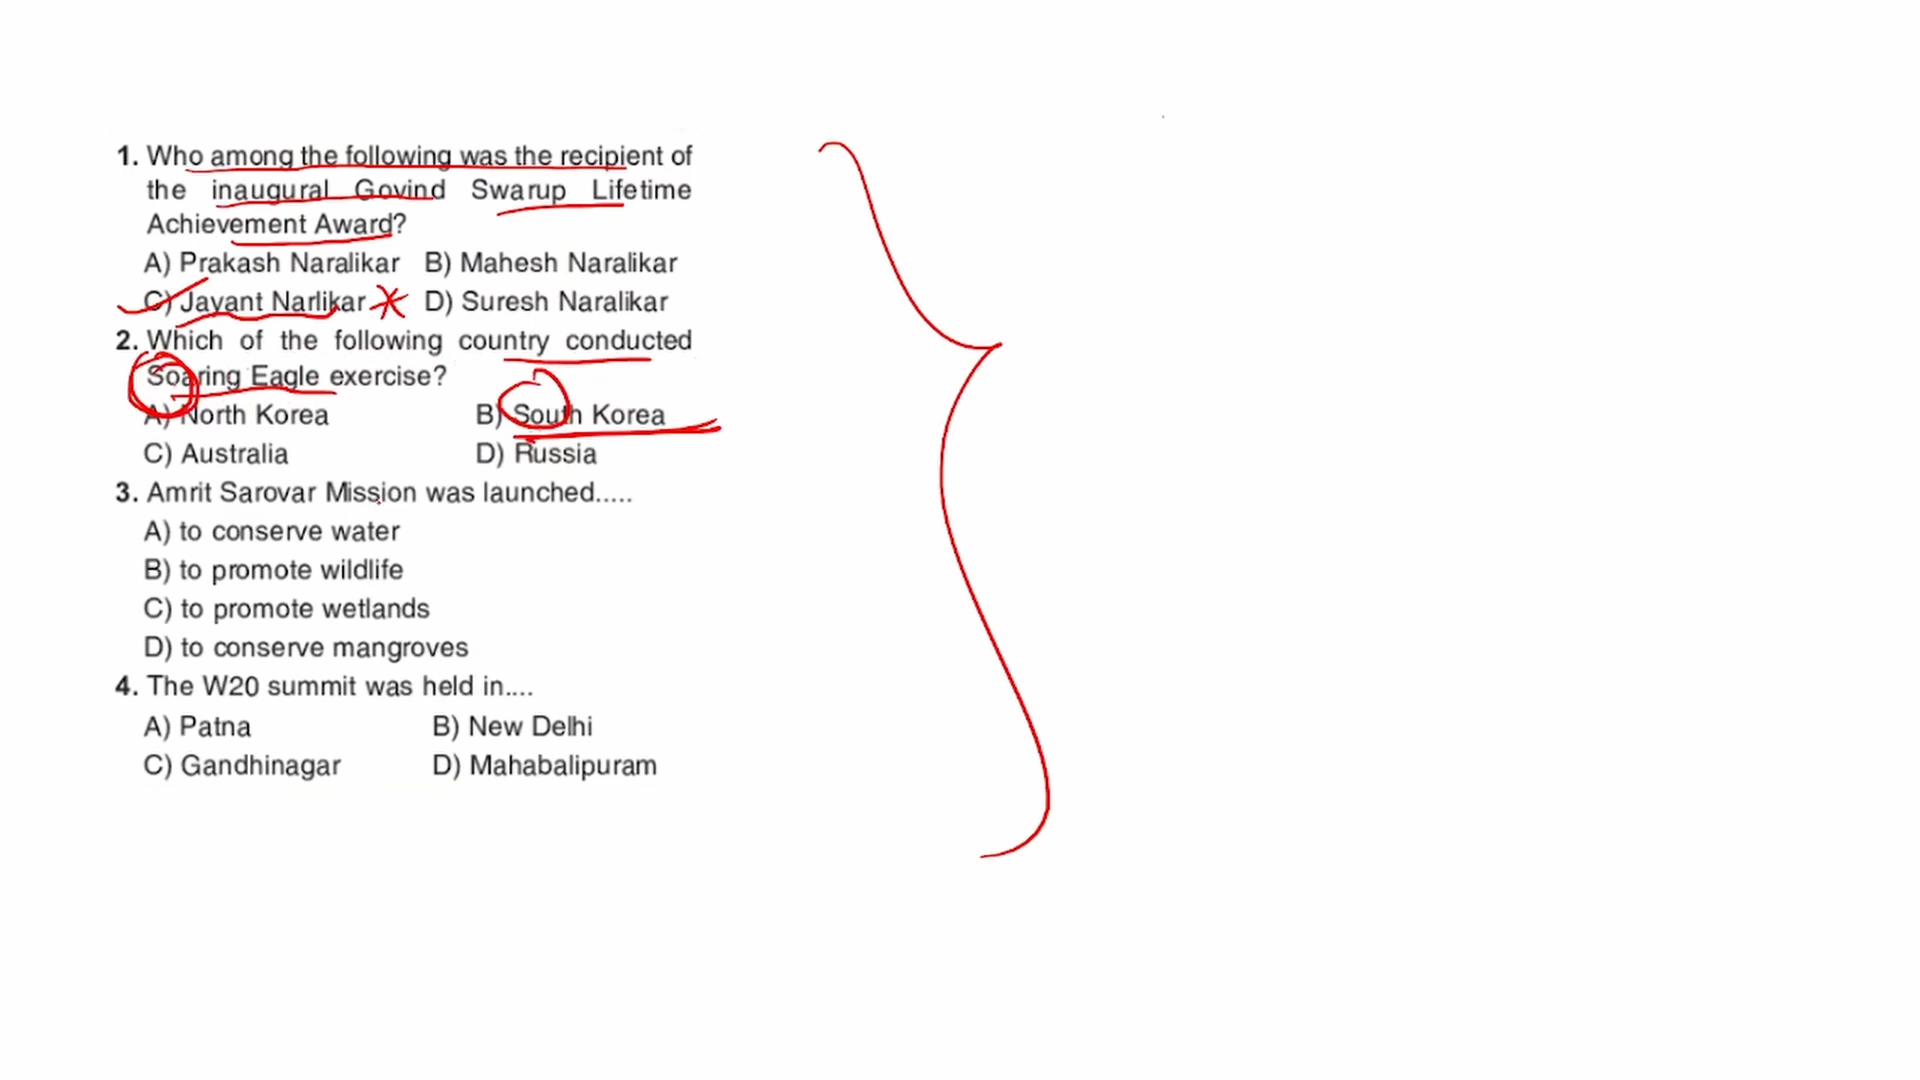 1. Who among the following was the recipient of
the inaugural Govind Swarup Lifetime
Achievement Award?
A) Prakash Naralikar B) Mahesh Naralikar
C) Jayant Narlikar D) Suresh Naralikar
2. Which of the following country conducted
Soaring Eagle exercise?
A) North Korea B) South Korea
C) Australia D) Russia
3. Amrit Sarovar Mission was launched.....
A) to conserve water
B) to promote wildlife
C) to promote wetlands
D) to conserve mangroves
4. The W20 summit was held in....
A) Patna B) New Delhi
C) Gandhinagar D) Mahabalipuram